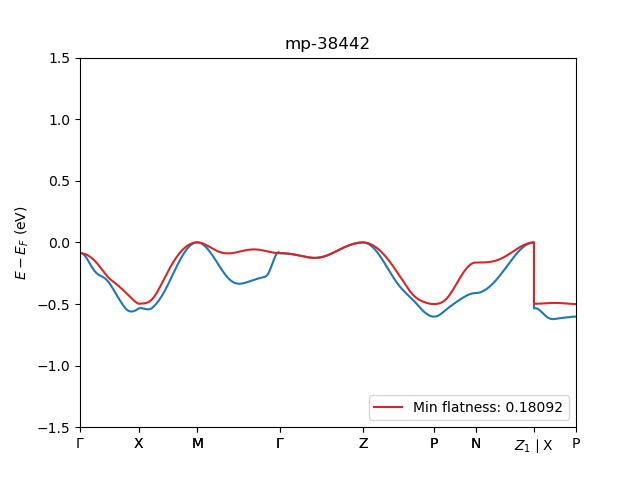 mp-38442
E − E_F (eV)
1.5
1.0
0.5
0.0
−0.5
−1.0
−1.5
Min flatness: 0.18092
Γ X M Γ Z P N Z₁ | X P